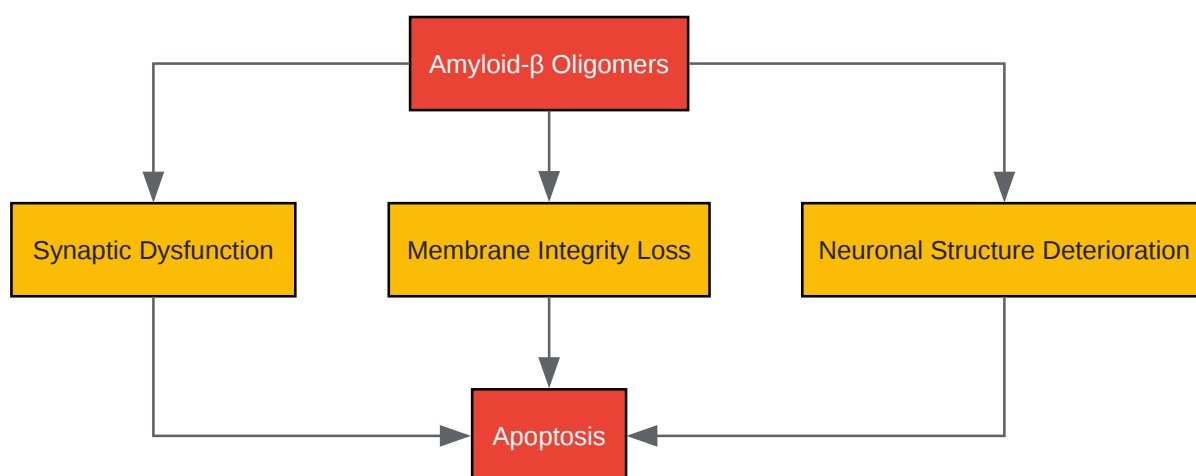 Amyloid-β Oligomers
Synaptic Dysfunction
Membrane Integrity Loss
Neuronal Structure Deterioration
Apoptosis